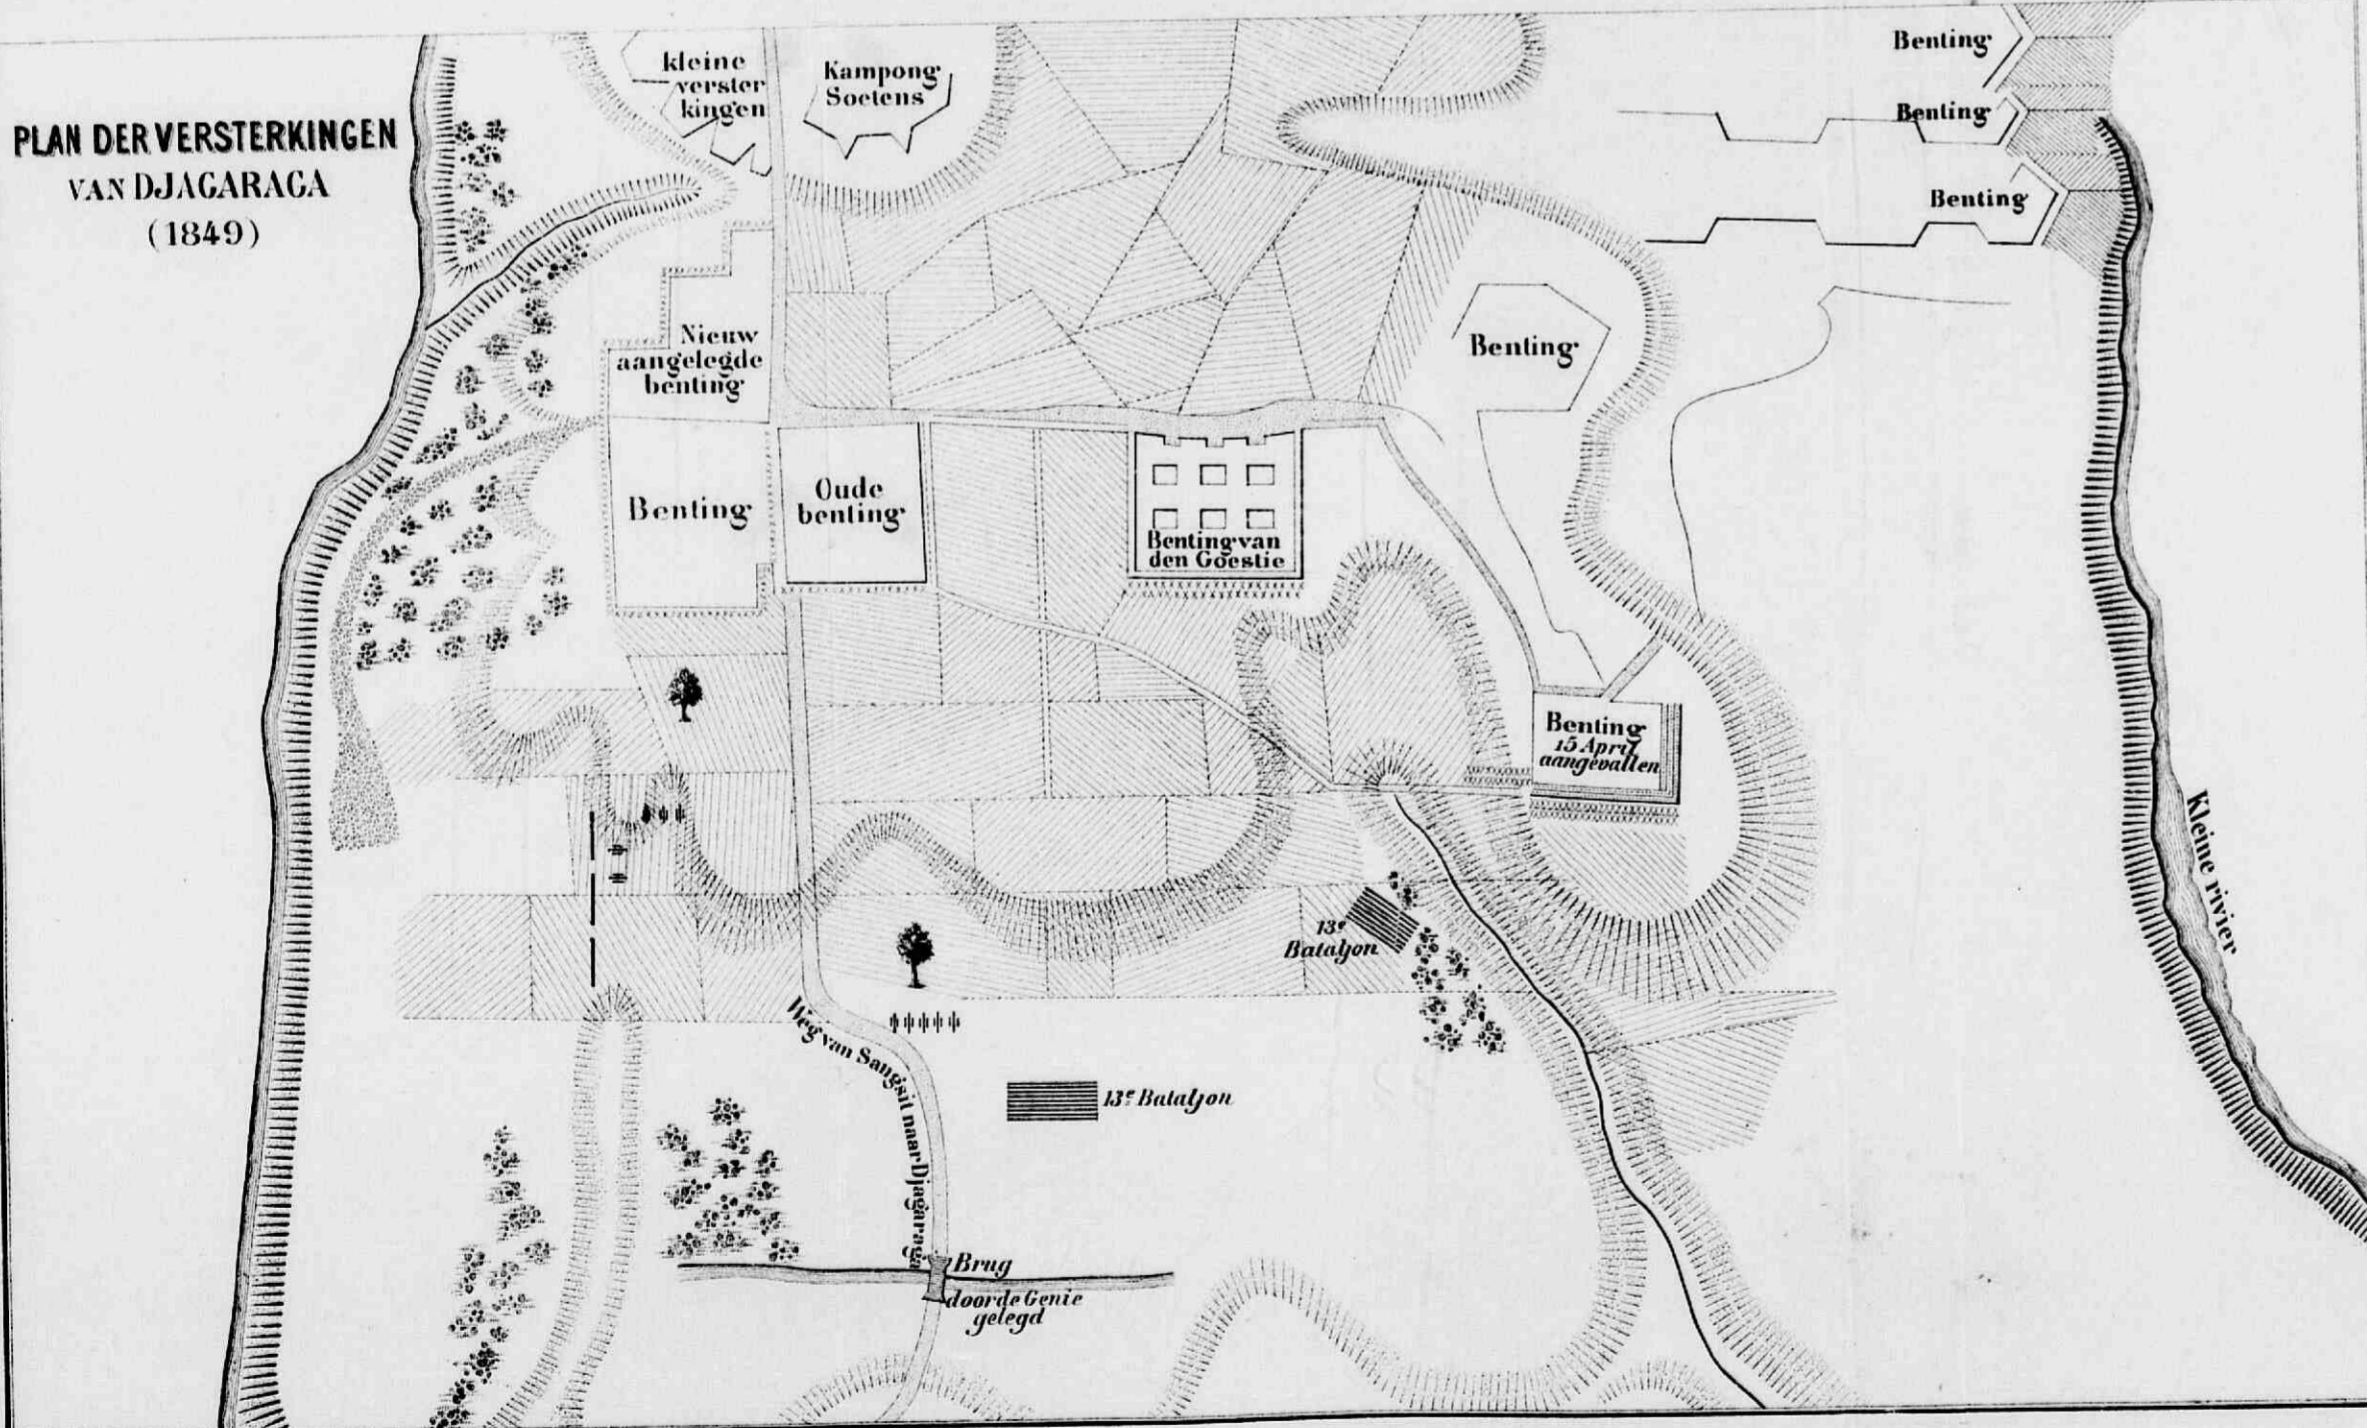 PLAN DER VERSTERKINGEN
VAN DJAGARAGA
(1849)
kleine
verster
kingen
Kampong
Soetens
Benting
Benting
Benting
Nieuw
aangelegde
benting
Benting
Benting
Oude
benting
Benting van
den Goestie
Benting
15 April
aangevallen
Kleine rivier
13e
Bataljon
Weg van Sangsit naar Djagaraga
13e Bataljon
Brug
door de Genie
gelegd